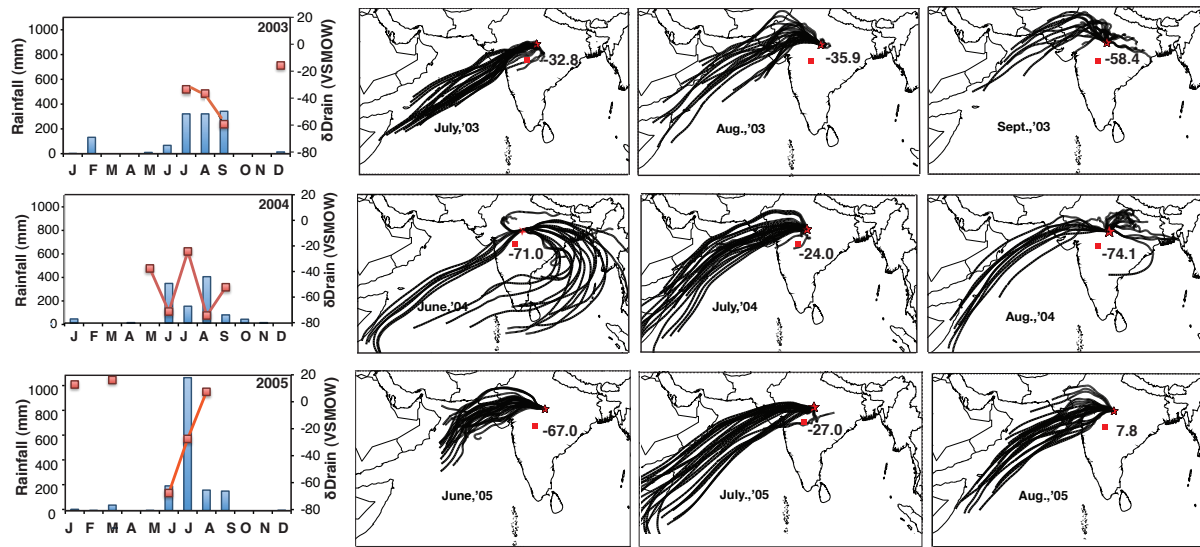 Rainfall (mm)
1000
800
600
400
200
0
2003
20
0
-20
-40
-60
-80
δDrain (VSMOW)
J F M A M J J A S O N D
-32.8
July,'03
-35.9
Aug.,'03
-58.4
Sept.,'03
Rainfall (mm)
1000
800
600
400
200
0
2004
20
0
-20
-40
-60
-80
δDrain (VSMOW)
J F M A M J J A S O N D
-71.0
June,'04
-24.0
July,'04
-74.1
Aug.,'04
Rainfall (mm)
1000
800
600
400
200
0
2005
20
0
-20
-40
-60
-80
δDrain (VSMOW)
J F M A M J J A S O N D
-67.0
June,'05
-27.0
July.,'05
7.8
Aug.,'05